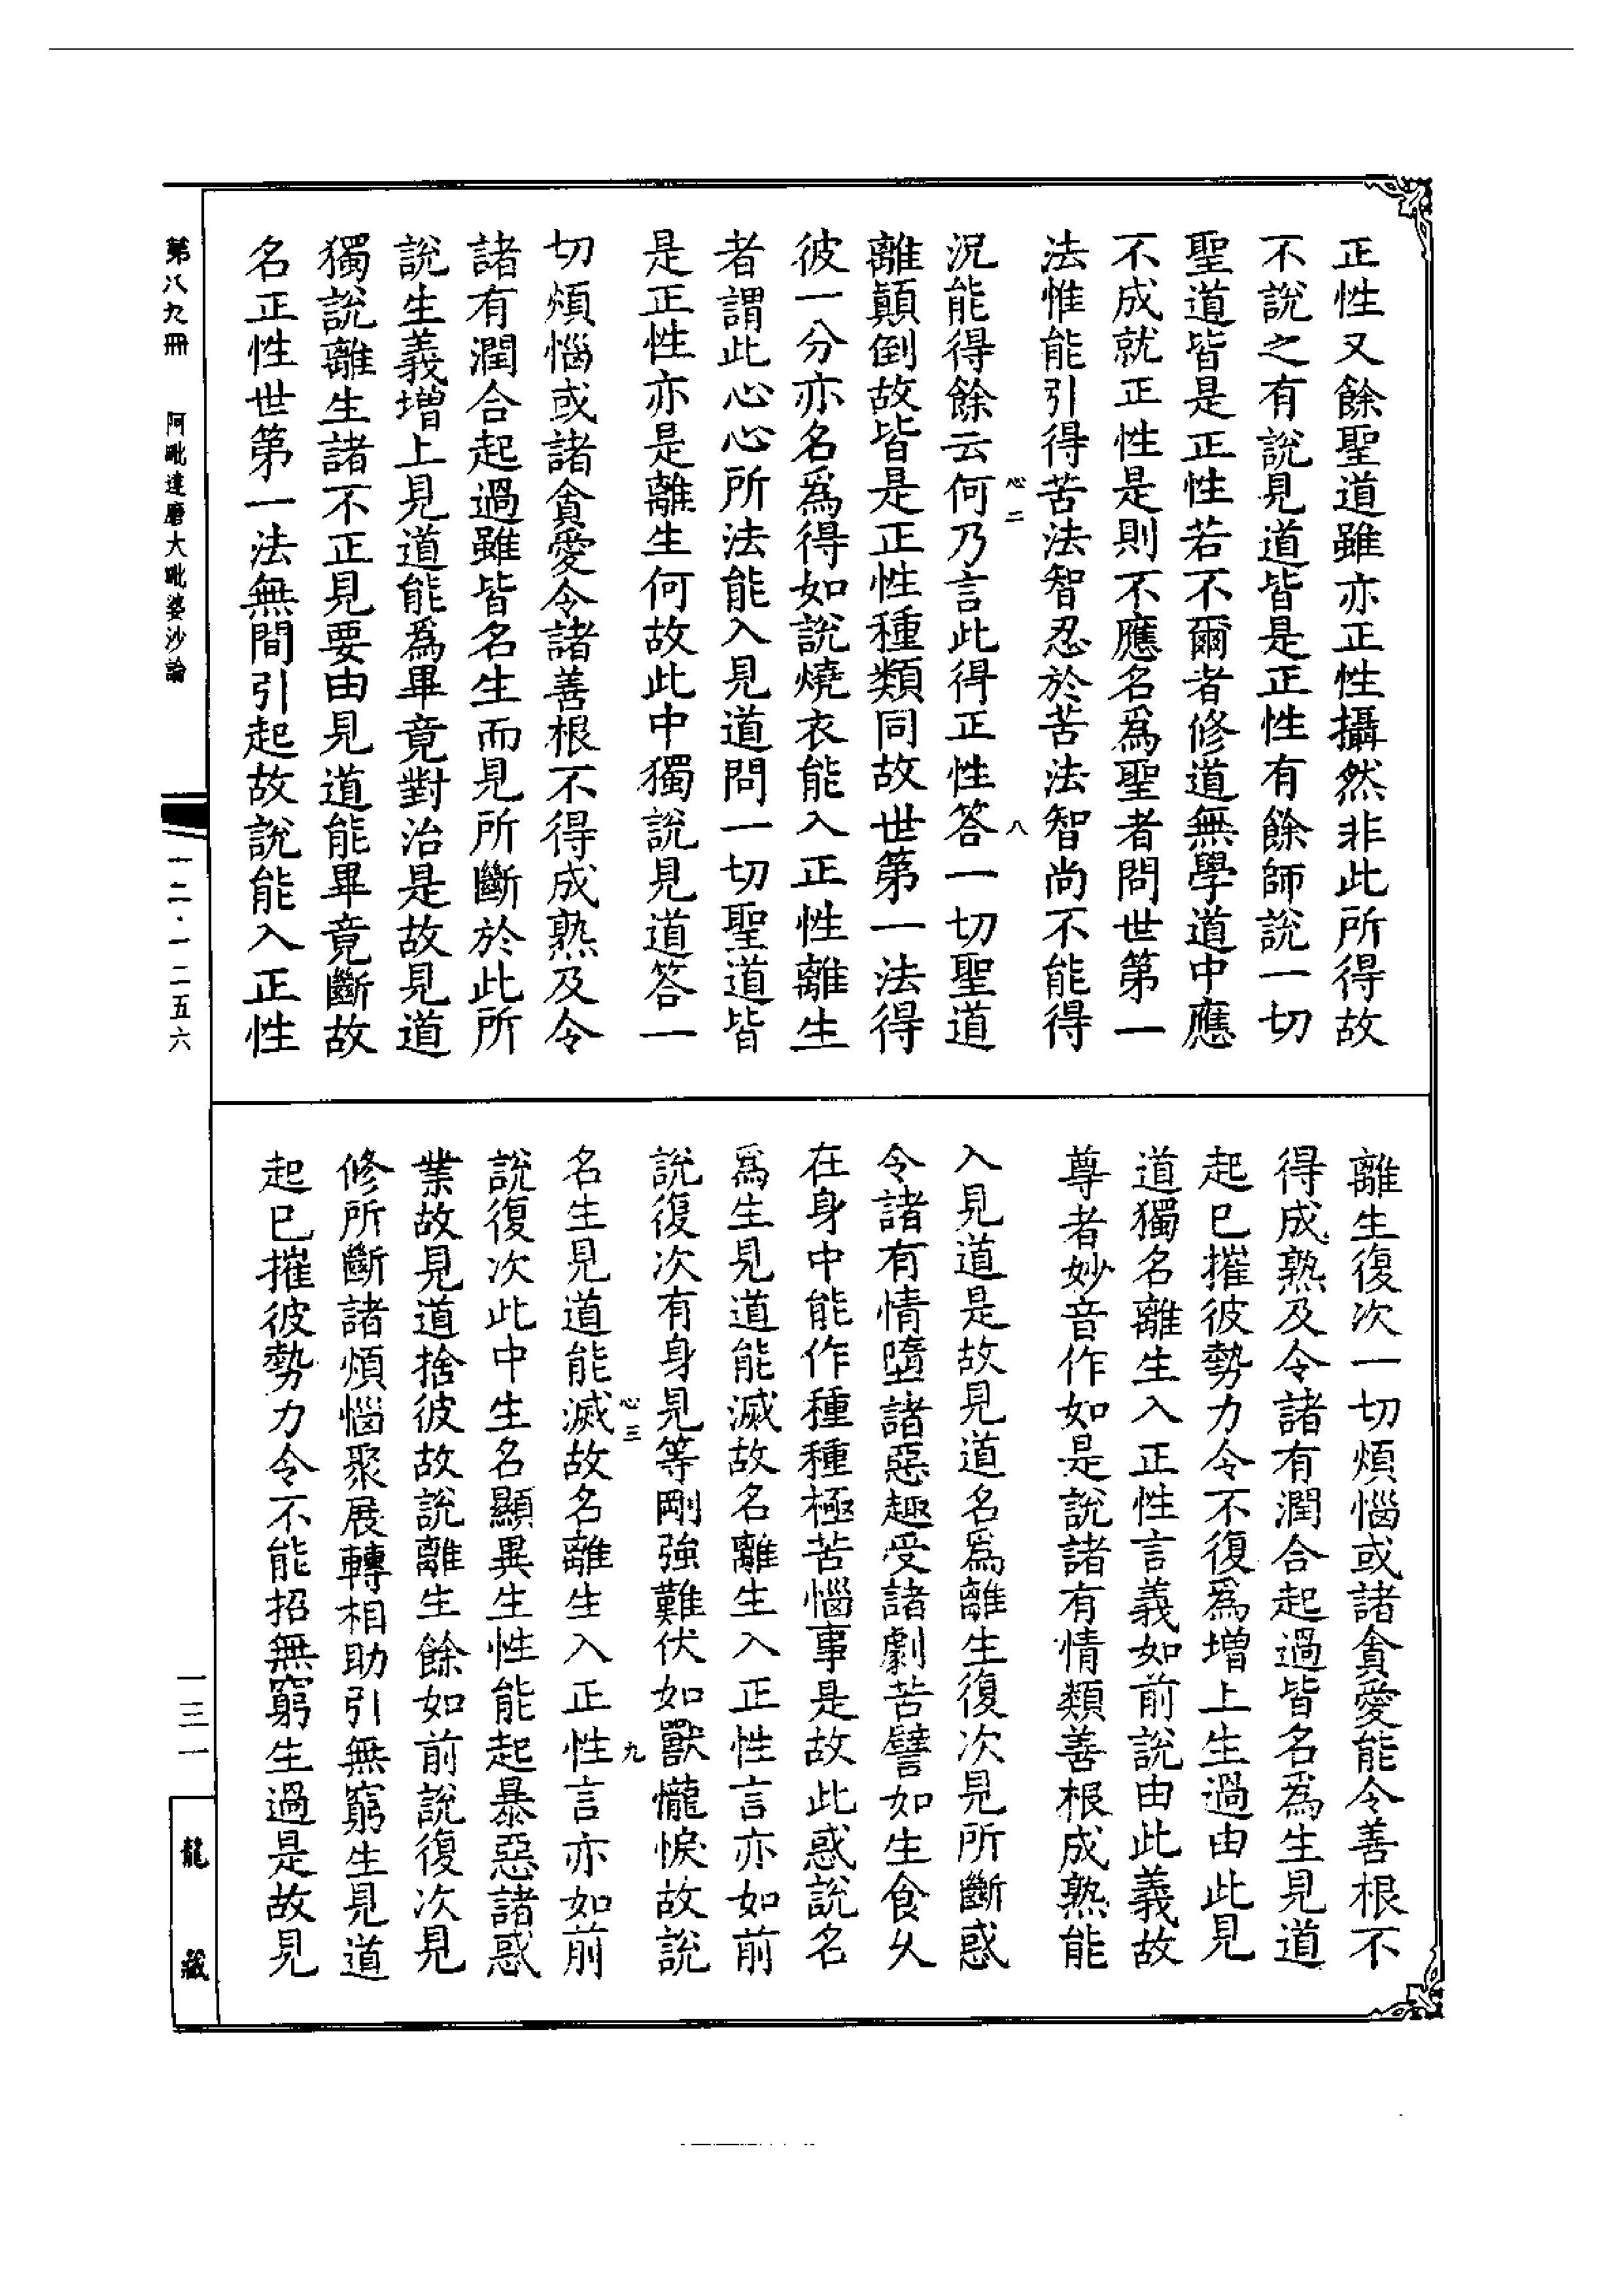 正性又餘聖道雖亦正性攝然非此所得故
不說之有說見道皆是正性有餘師說一切
聖道皆是正性若不爾者修道無學道中應
不成就正性是則不應名爲聖者問世第一
法惟能引得苦法智忍於苦法智尚不能得
心二
八
況能得餘云何乃言此得正性答一切聖道
離顛倒故皆是正性種類同故世第一法得
彼一分亦名爲得如說燒衣能入正性離生
者謂此心心所法能入見道問一切聖道皆
是正性亦是離生何故此中獨說見道答一
切煩惱或諸貪愛令諸善根不得成熟及令
諸有潤合起過雖皆名生而見所斷於此所
說生義增上見道能爲畢竟對治是故見道
獨說離生諸不正見要由見道能畢竟斷故
名正性世第一法無間引起故說能入正性
離生復次一切煩惱或諸貪愛能令善根不
得成熟及令諸有潤合起過皆名爲生見道
起已摧彼勢力令不復爲增上生過由此見
道獨名離生入正性言義如前說由此義故
尊者妙音作如是說諸有情類善根成熟能
入見道是故見道名爲離生復次見所斷惑
令諸有情墮諸惡趣受諸劇苦譬如生食久
在身中能作種種極苦惱事是故此惑說名
爲生見道能滅故名離生入正性言亦如前
說復次有身見等剛強難伏如獸𢤱悷故說
心三
九
名生見道能滅故名離生入正性言亦如前
說復次此中生名顯異生性能起暴惡諸惑
業故見道捨彼故說離生餘如前說復次見
修所斷諸煩惱聚展轉相助引無窮生見道
起已摧彼勢力令不能招無窮生過是故見
第八九冊
阿毗達磨大毗婆沙論
一二·一二五六
一三一
龍藏